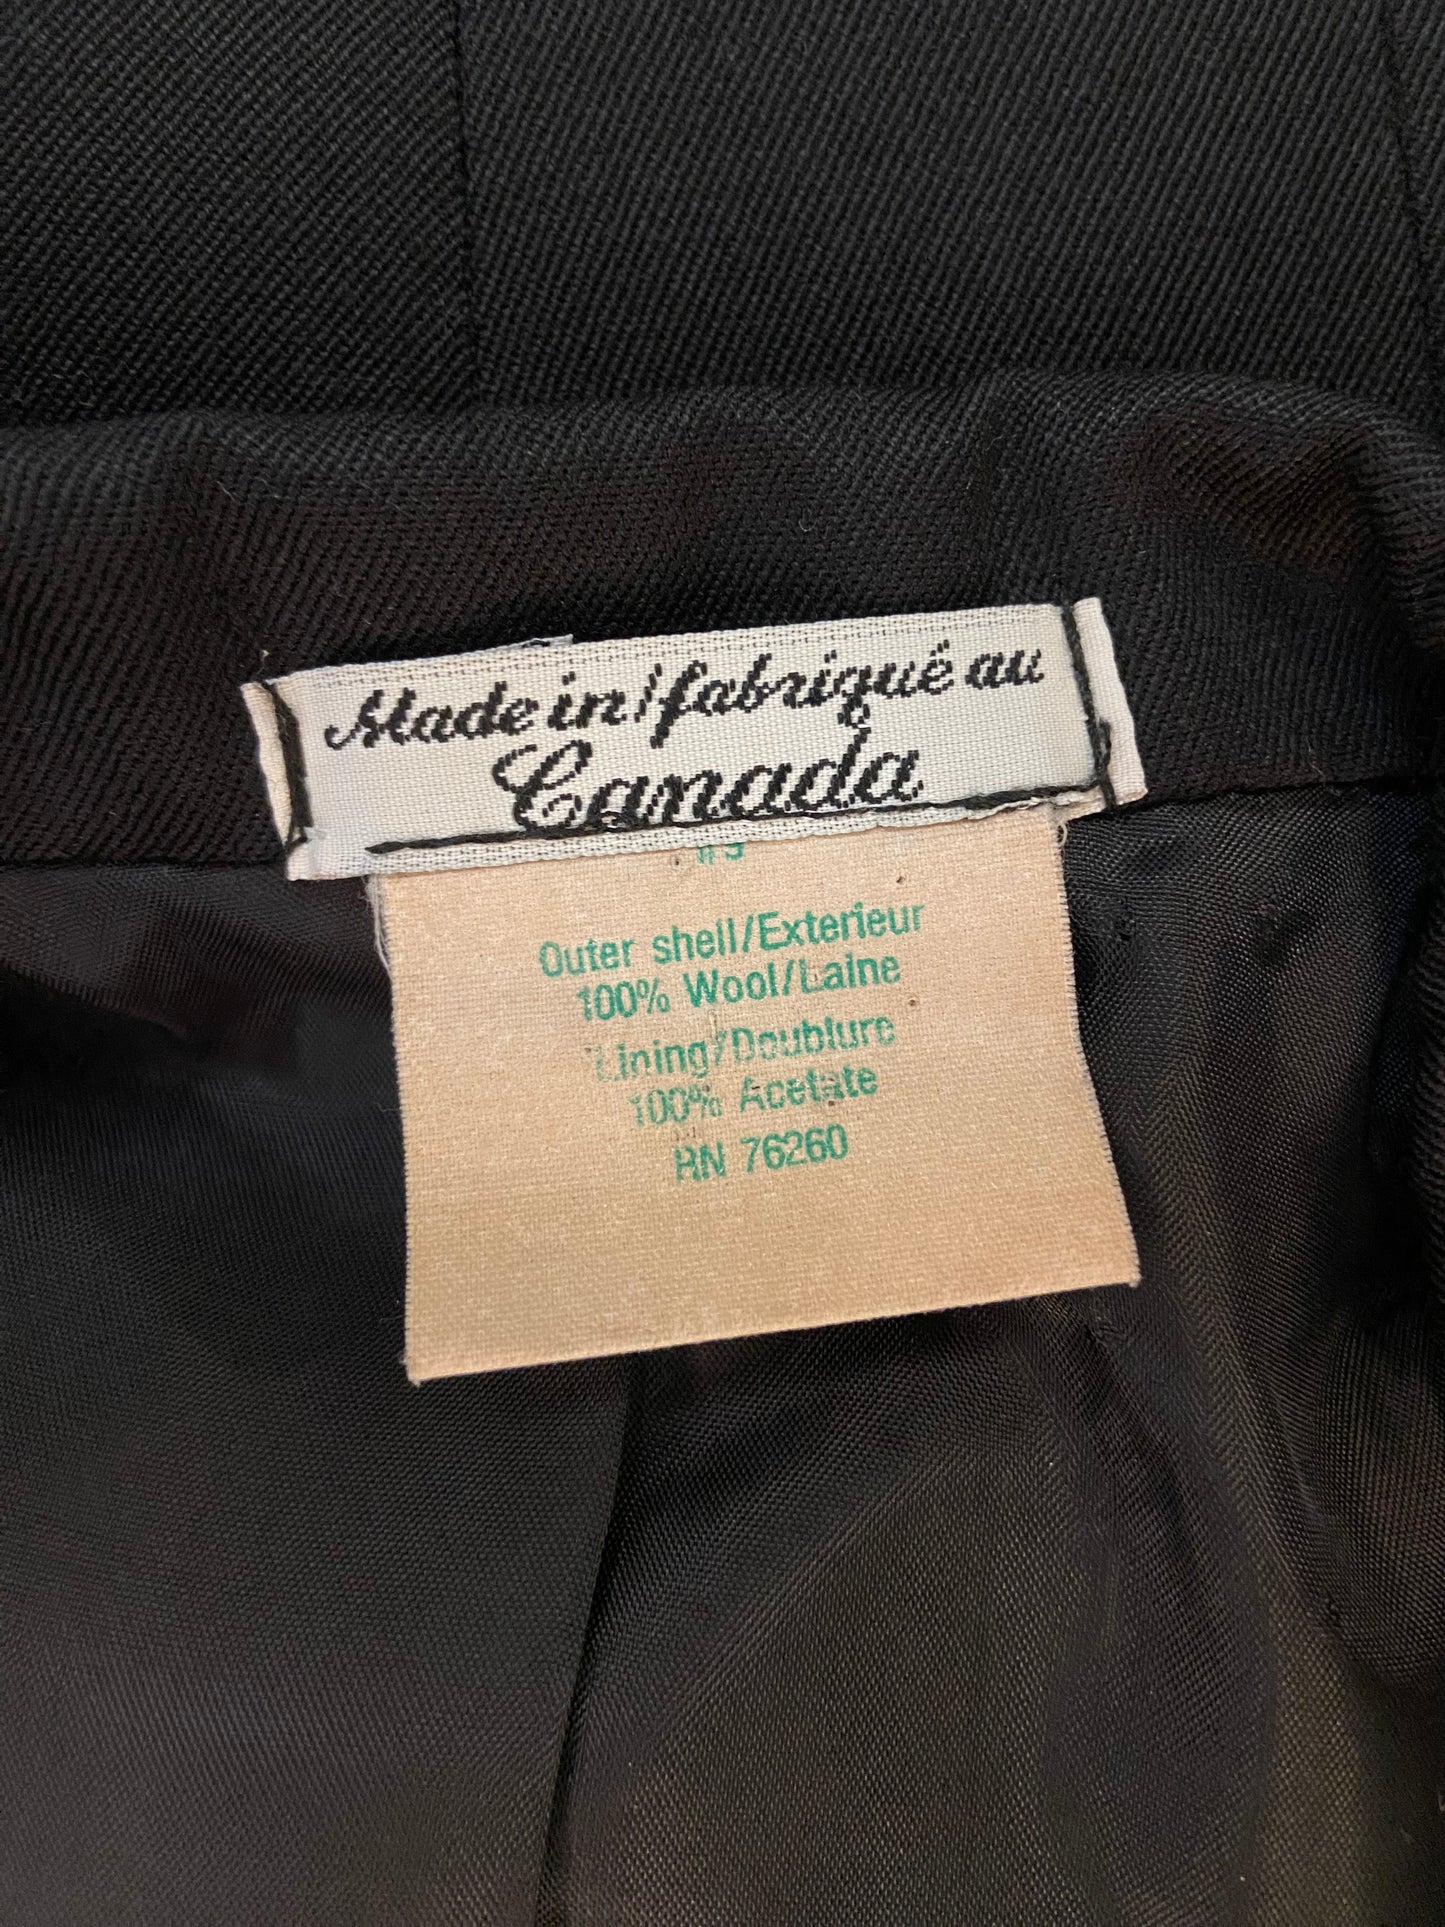 Made in/fabriqué au
Canada
Outer shell/Exterieur
100% Wool/Laine
Lining/Doublure
100% Acetate
RN 76260